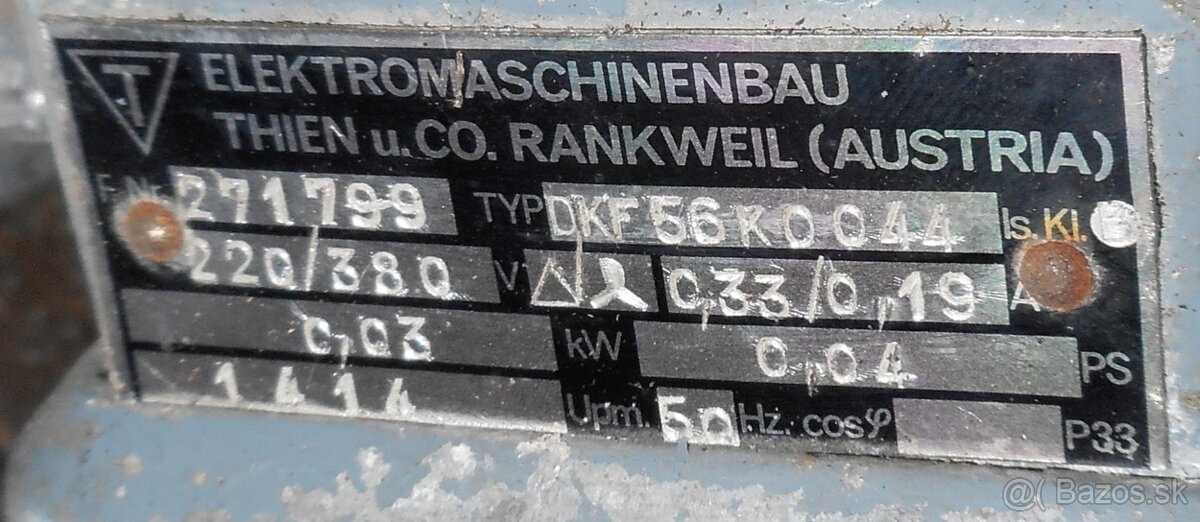 T ELEKTROMASCHINENBAU
THIEN u.CO. RANKWEIL (AUSTRIA)
F.Nr. 271799 TYP DKF 56 K 0044 Is. Kl. E
220/380 V △/⅄ 0,33/0,19 A
0,03 kW 0,04 PS
1414 Upm. 50 Hz. cosφ P33
@( Bazos.sk